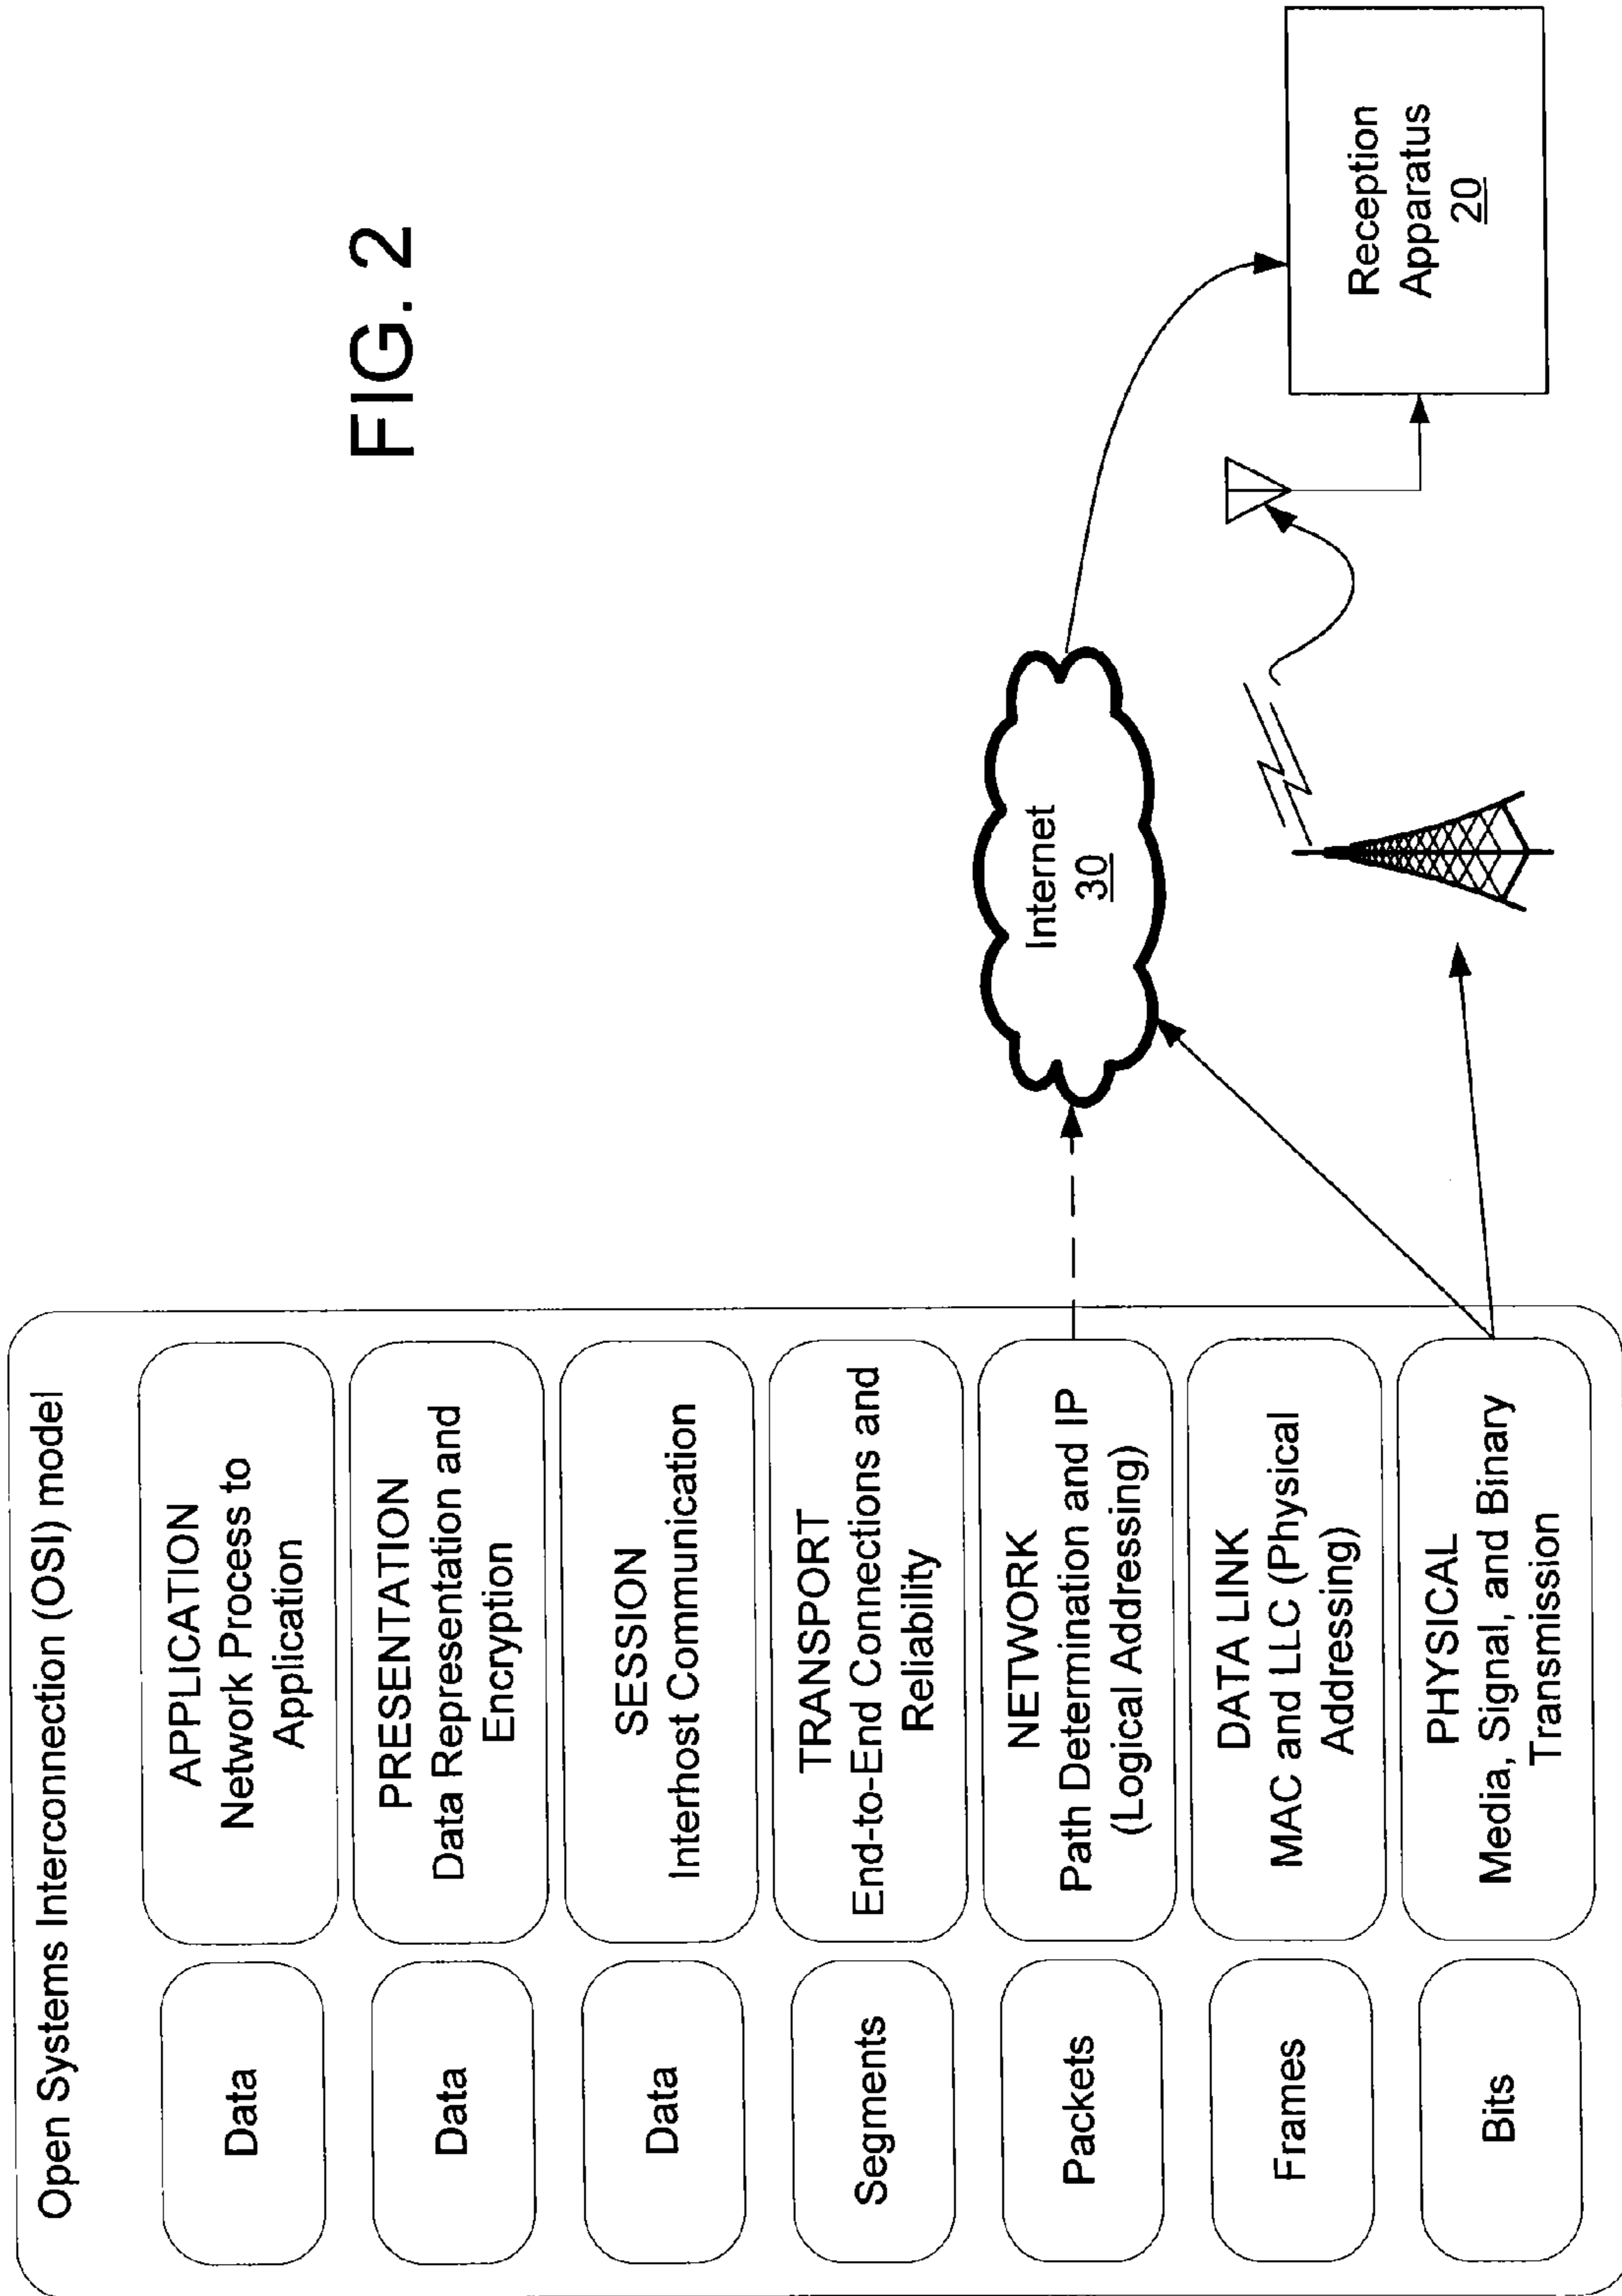 Open Systems Interconnection (OSI) model
Data
APPLICATION
Network Process to
Application
Data
PRESENTATION
Data Representation and
Encryption
Data
SESSION
Interhost Communication
Segments
TRANSPORT
End-to-End Connections and
Reliability
Packets
NETWORK
Path Determination and IP
(Logical Addressing)
Frames
DATA LINK
MAC and LLC (Physical
Addressing)
Bits
PHYSICAL
Media, Signal, and Binary
Transmission
Internet
30
Reception
Apparatus
20
FIG. 2